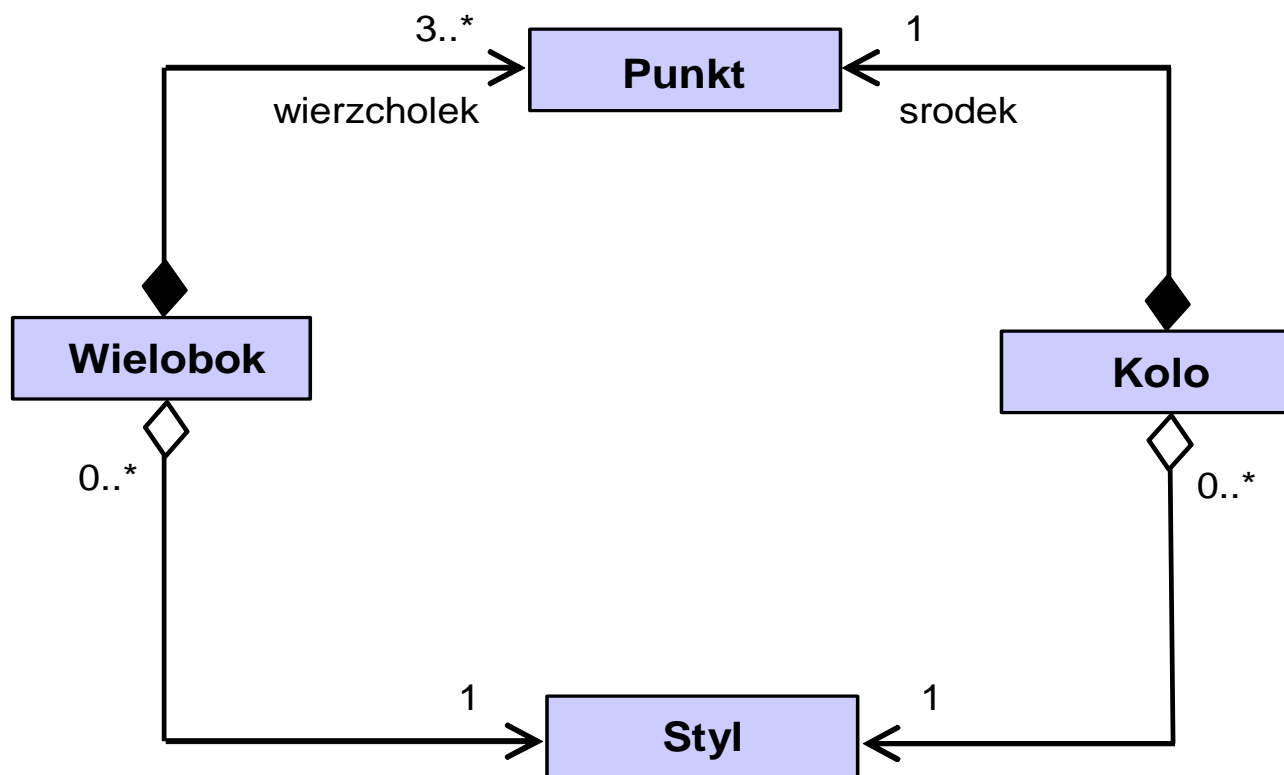 3..*
1
Punkt
wierzcholek
srodek
Wielobok
Kolo
0..*
0..*
1
1
Styl